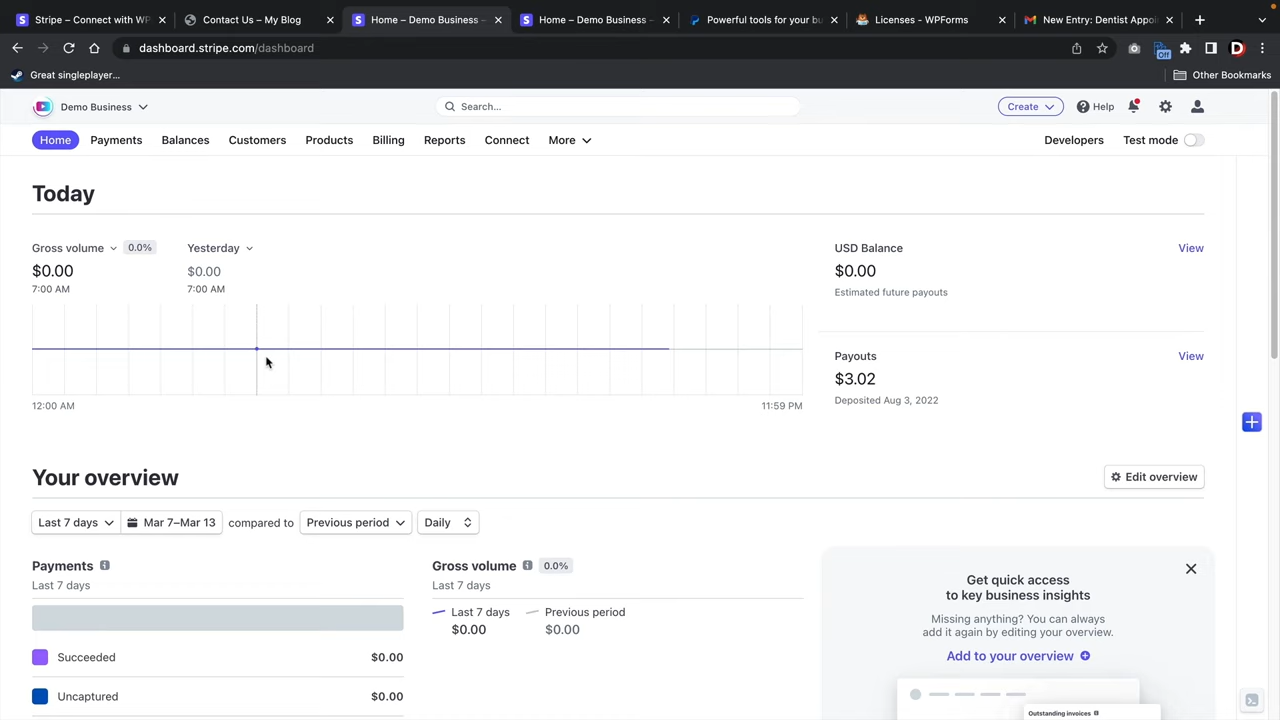 Stripe - Connect with WP
Contact Us – My Blog
Home – Demo Business –
Home – Demo Business –
Powerful tools for your bu
Licenses - WPForms
New Entry: Dentist Appoi
dashboard.stripe.com/dashboard
Off
D
Great singleplayer...
Other Bookmarks
Demo Business
Search...
Create
Help
Home
Payments
Balances
Customers
Products
Billing
Reports
Connect
More
Developers
Test mode
Today
Gross volume 0.0%
Yesterday
$0.00
$0.00
7:00 AM
7:00 AM
12:00 AM
11:59 PM
USD Balance
View
$0.00
Estimated future payouts
Payouts
View
$3.02
Deposited Aug 3, 2022
Your overview
Edit overview
Last 7 days
Mar 7–Mar 13
compared to
Previous period
Daily
Payments
Last 7 days
Succeeded
$0.00
Uncaptured
$0.00
Gross volume 0.0%
Last 7 days
Last 7 days
Previous period
$0.00
$0.00
Get quick access
to key business insights
Missing anything? You can always
add it again by editing your overview.
Add to your overview
Outstanding invoices